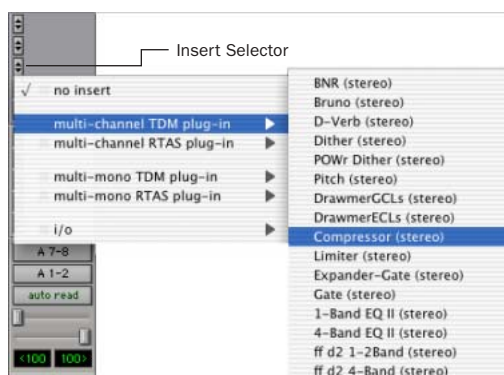 Insert Selector
√ no insert
multi-channel TDM plug-in
multi-channel RTAS plug-in
multi-mono TDM plug-in
multi-mono RTAS plug-in
i/o
BNR (stereo)
Bruno (stereo)
D-Verb (stereo)
Dither (stereo)
POWr Dither (stereo)
Pitch (stereo)
DrawmerGCLs (stereo)
DrawmerECLs (stereo)
Compressor (stereo)
Limiter (stereo)
Expander-Gate (stereo)
Gate (stereo)
1-Band EQ II (stereo)
4-Band EQ II (stereo)
ff d2 1-2Band (stereo)
ff d2 4-Band (stereo)
A 7-8
A 1-2
auto read
<100 100>